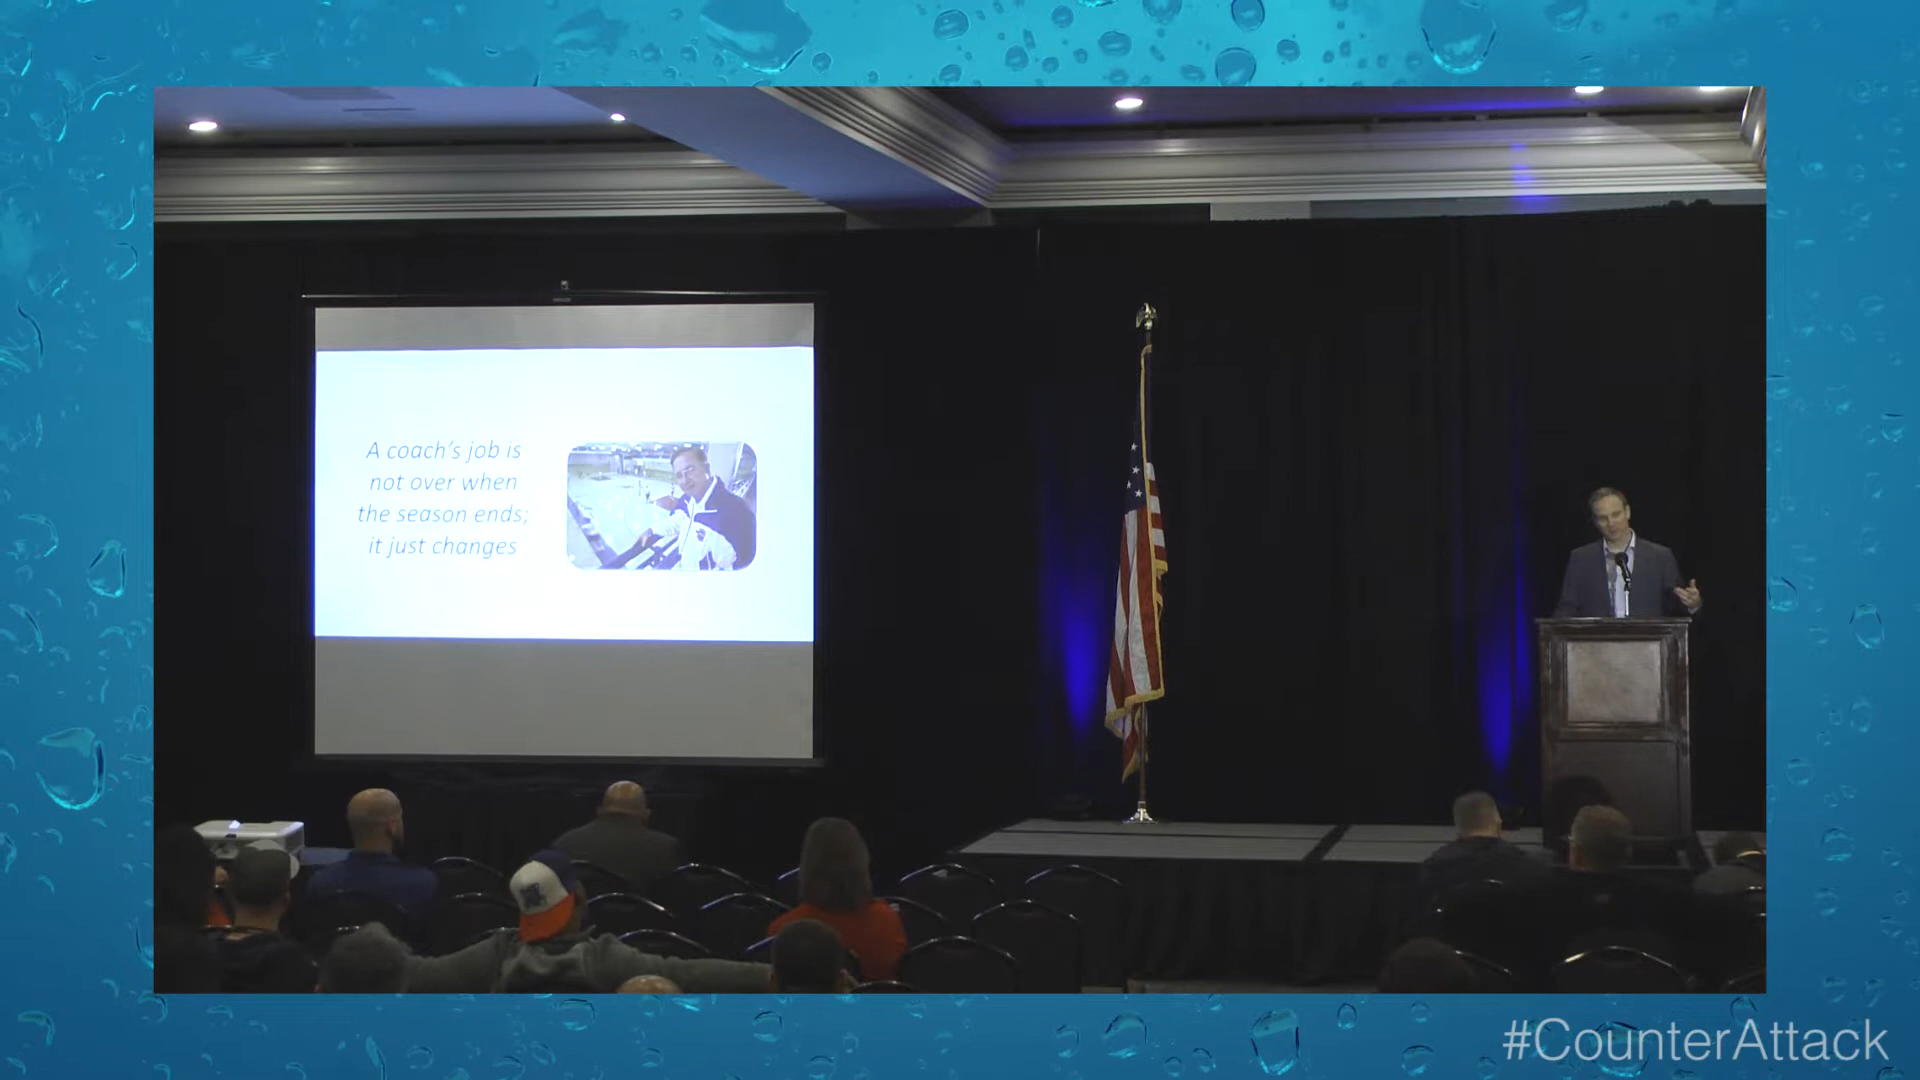 A coach's job is
not over when
the season ends;
it just changes
#CounterAttack